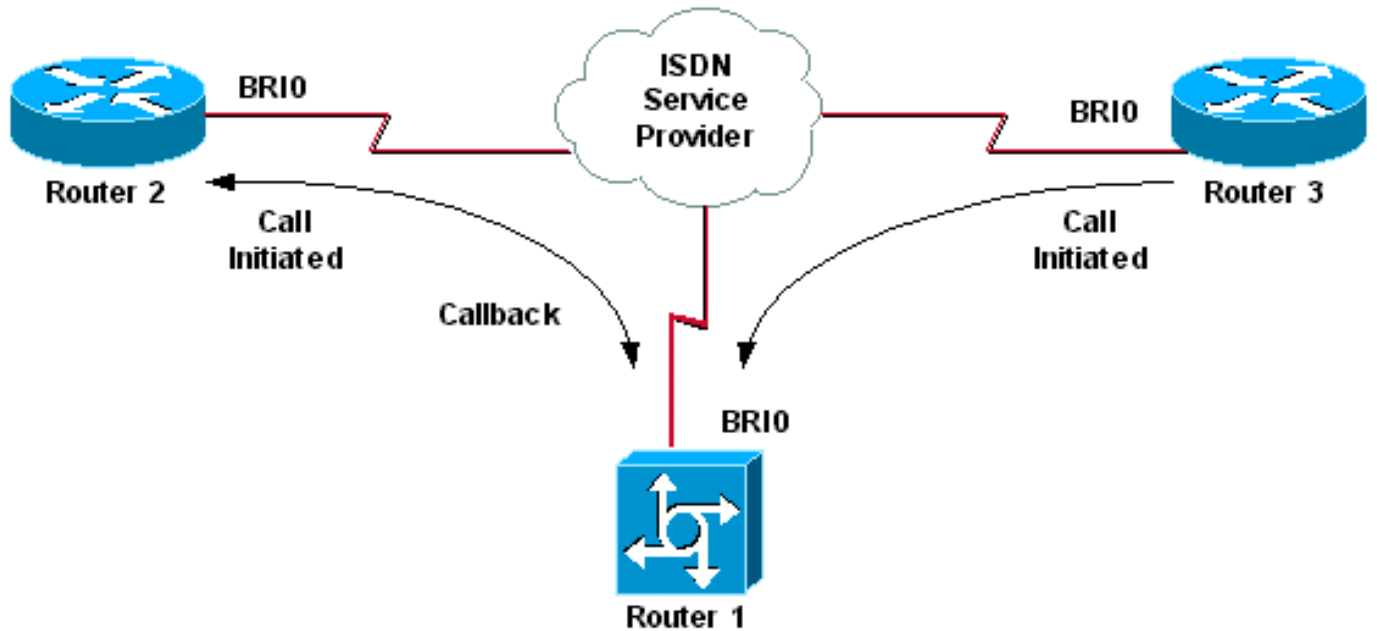 ISDN
Service
Provider
BRI0
BRI0
Router 2
Router 3
Call
Initiated
Call
Initiated
Callback
BRI0
Router 1